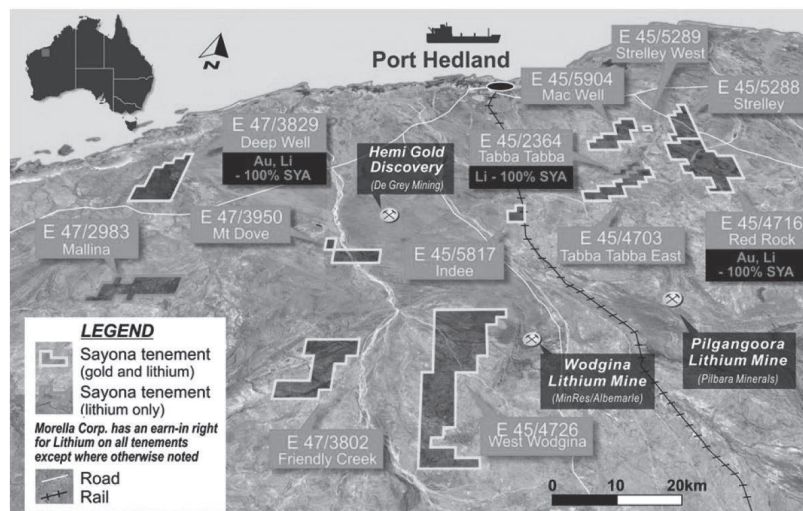 N
Port Hedland
E 45/5289
Strelley West
E 45/5904
Mac Well
E 45/5288
Strelley
E 47/3829
Deep Well
Au, Li
- 100% SYA
Hemi Gold
Discovery
(De Grey Mining)
E 45/2364
Tabba Tabba
Li - 100% SYA
E 47/3950
Mt Dove
E 47/2983
Mallina
E 45/5817
Indee
E 45/4703
Tabba Tabba East
E 45/4716
Red Rock
Au, Li
- 100% SYA
LEGEND
Sayona tenement
(gold and lithium)
Sayona tenement
(lithium only)
Morella Corp. has an earn-in right
for Lithium on all tenements
except where otherwise noted
Road
Rail
Wodgina
Lithium Mine
(MinRes/Albemarle)
Pilgangoora
Lithium Mine
(Pilbara Minerals)
E 47/3802
Friendly Creek
E 45/4726
West Wodgina
0 10 20km